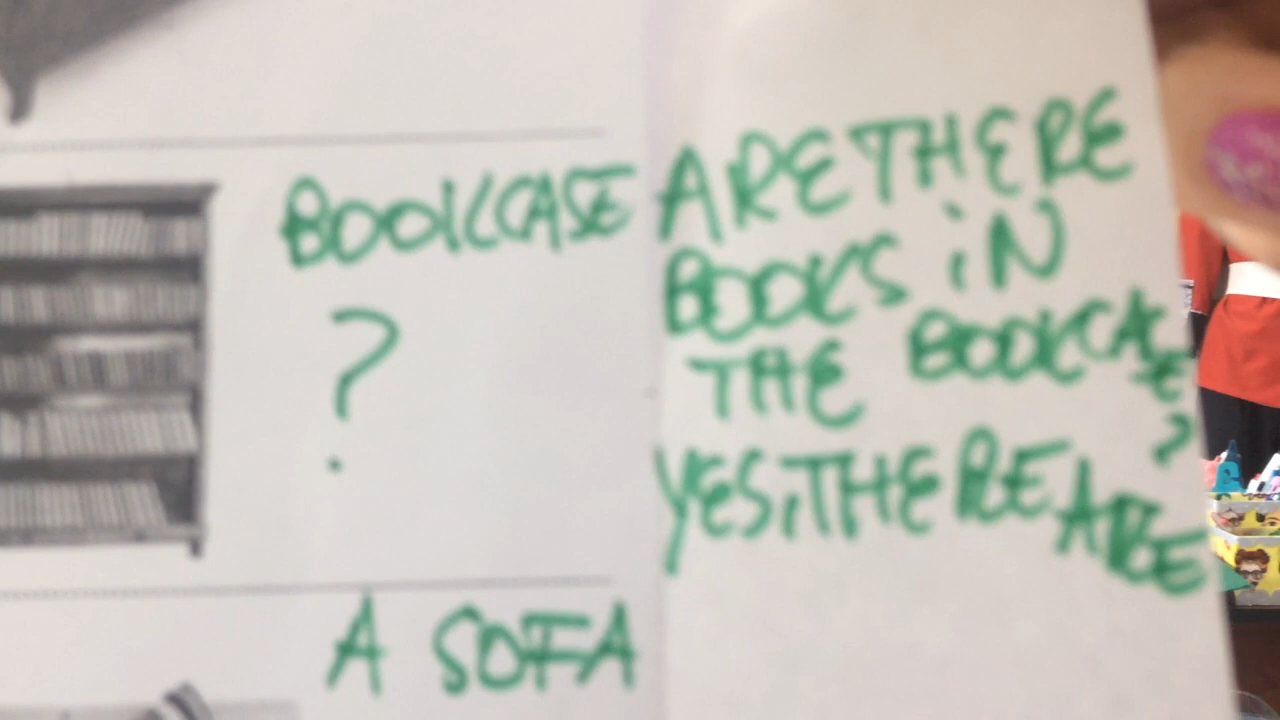 BOOKCASE
?
A SOFA
ARE THERE
BOOKS iN
THE BOOKCASE
?
YES, THERE ARE